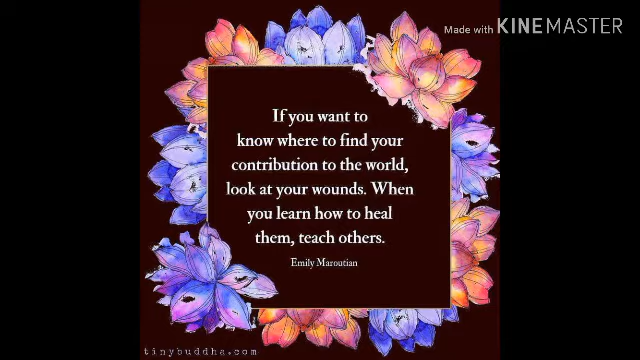 Made with KINEMASTER
If you want to
know where to find your
contribution to the world,
look at your wounds. When
you learn how to heal
them, teach others.
Emily Maroutian
tinybuddha.com